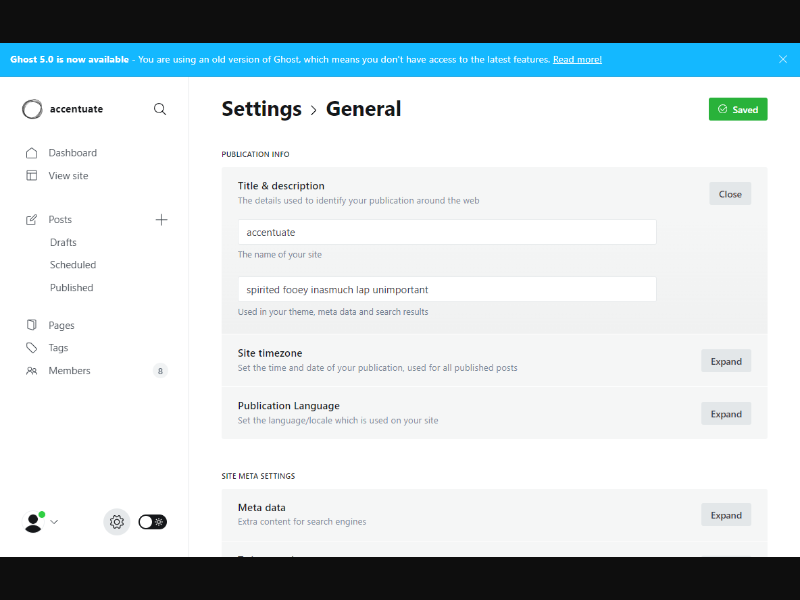 Ghost 5.0 is now available - You are using an old version of Ghost, which means you don't have access to the latest features. Read more!
accentuate
Settings > General
Saved
Dashboard
View site
Posts
Drafts
Scheduled
Published
Pages
Tags
Members 8
PUBLICATION INFO
Title & description
The details used to identify your publication around the web
Close
accentuate
The name of your site
spirited fooey inasmuch lap unimportant
Used in your theme, meta data and search results
Site timezone
Set the time and date of your publication, used for all published posts
Expand
Publication Language
Set the language/locale which is used on your site
Expand
SITE META SETTINGS
Meta data
Extra content for search engines
Expand